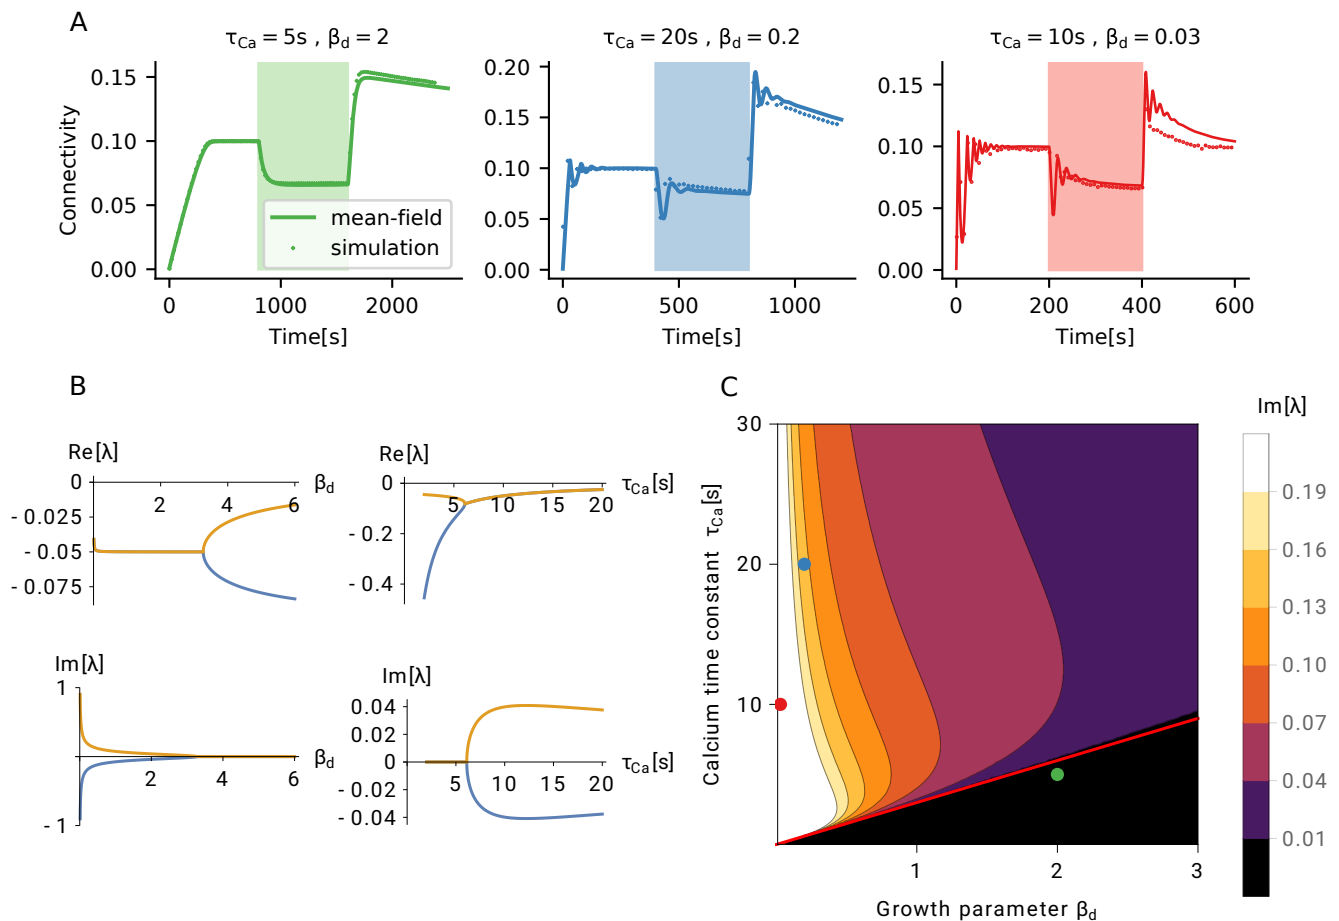 A
τCa = 5s , βd = 2
τCa = 20s , βd = 0.2
τCa = 10s , βd = 0.03
Connectivity
0.15
0.10
0.05
0.00
0 1000 2000
Time[s]
mean-field
simulation
0.20
0.15
0.10
0.05
0.00
0 500 1000
Time[s]
0.15
0.10
0.05
0.00
0 200 400 600
Time[s]
B
Re[λ]
0
- 0.025
- 0.05
- 0.075
2 4 6
βd
Re[λ]
0
- 0.2
- 0.4
5 10 15 20
τCa[s]
Im[λ]
1
- 1
2 4 6
βd
Im[λ]
0.04
0.02
0
- 0.02
- 0.04
5 10 15 20
τCa[s]
C
Calcium time constant τCa[s]
30
20
10
1 2 3
Growth parameter βd
Im[λ]
0.19
0.16
0.13
0.10
0.07
0.04
0.01